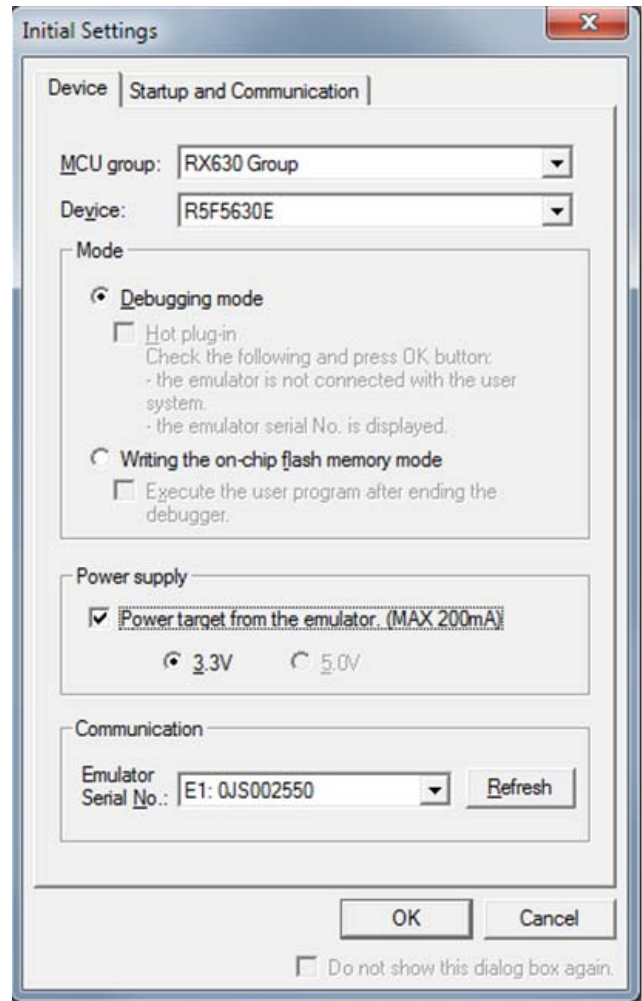 Initial Settings
Device
Startup and Communication
MCU group: RX630 Group
Device: R5F5630E
Mode
Debugging mode
Hot plug-in
Check the following and press OK button:
- the emulator is not connected with the user
system.
- the emulator serial No. is displayed.
Writing the on-chip flash memory mode
Execute the user program after ending the
debugger.
Power supply
Power target from the emulator. (MAX 200mA)
3.3V 5.0V
Communication
Emulator
Serial No.: E1: 0JS002550 Refresh
OK Cancel
Do not show this dialog box again.